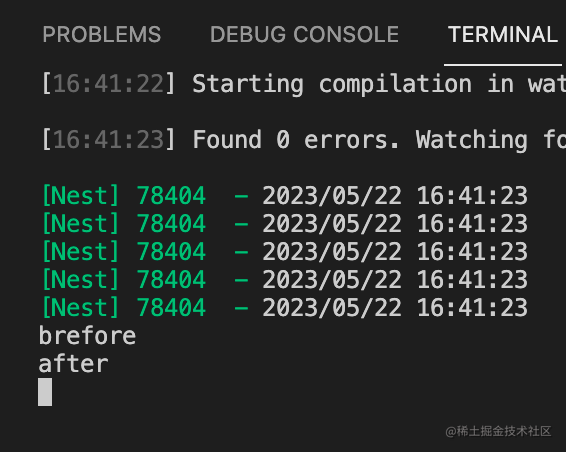 PROBLEMS DEBUG CONSOLE TERMINAL
[16:41:22] Starting compilation in wat
[16:41:23] Found 0 errors. Watching fo
[Nest] 78404  - 2023/05/22 16:41:23
[Nest] 78404  - 2023/05/22 16:41:23
[Nest] 78404  - 2023/05/22 16:41:23
[Nest] 78404  - 2023/05/22 16:41:23
[Nest] 78404  - 2023/05/22 16:41:23
brefore
after
@稀土掘金技术社区